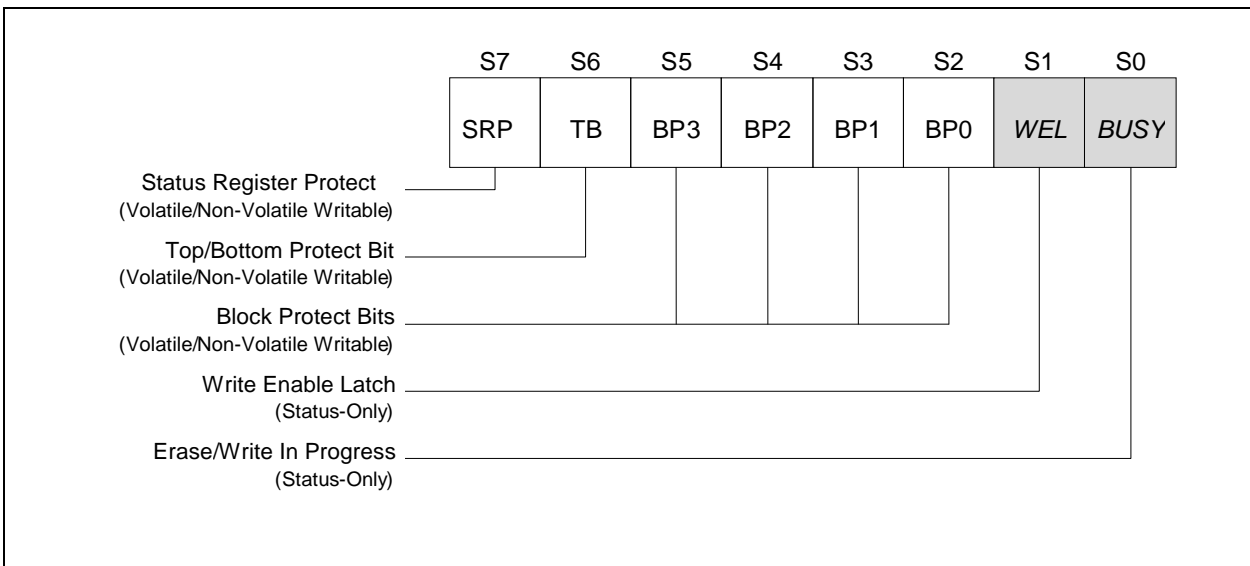 S7 S6 S5 S4 S3 S2 S1 S0
SRP TB BP3 BP2 BP1 BP0 WEL BUSY
Status Register Protect
(Volatile/Non-Volatile Writable)
Top/Bottom Protect Bit
(Volatile/Non-Volatile Writable)
Block Protect Bits
(Volatile/Non-Volatile Writable)
Write Enable Latch
(Status-Only)
Erase/Write In Progress
(Status-Only)